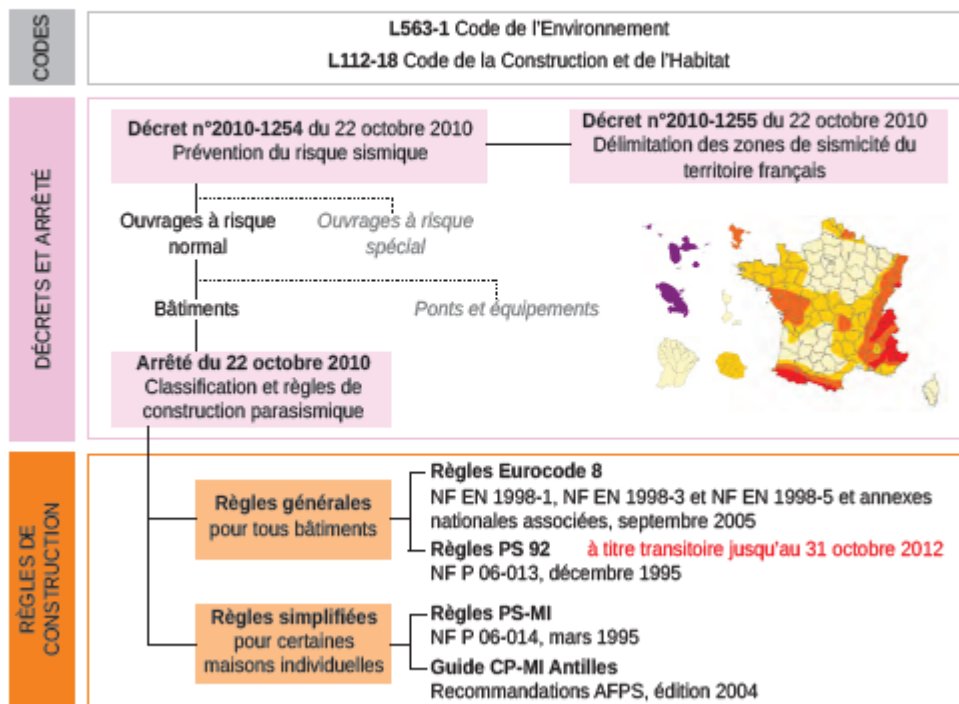 CODES
L563-1 Code de l'Environnement
L112-18 Code de la Construction et de l'Habitat
DÉCRETS ET ARRÊTÉ
Décret n°2010-1254 du 22 octobre 2010
Prévention du risque sismique
Décret n°2010-1255 du 22 octobre 2010
Délimitation des zones de sismicité du
territoire français
Ouvrages à risque
normal
Ouvrages à risque
spécial
Bâtiments
Ponts et équipements
Arrêté du 22 octobre 2010
Classification et règles de
construction parasismique
RÈGLES DE
CONSTRUCTION
Règles générales
pour tous bâtiments
Règles Eurocode 8
NF EN 1998-1, NF EN 1998-3 et NF EN 1998-5 et annexes
nationales associées, septembre 2005
Règles PS 92 à titre transitoire jusqu'au 31 octobre 2012
NF P 06-013, décembre 1995
Règles simplifiées
pour certaines
maisons individuelles
Règles PS-MI
NF P 06-014, mars 1995
Guide CP-MI Antilles
Recommandations AFPS, édition 2004